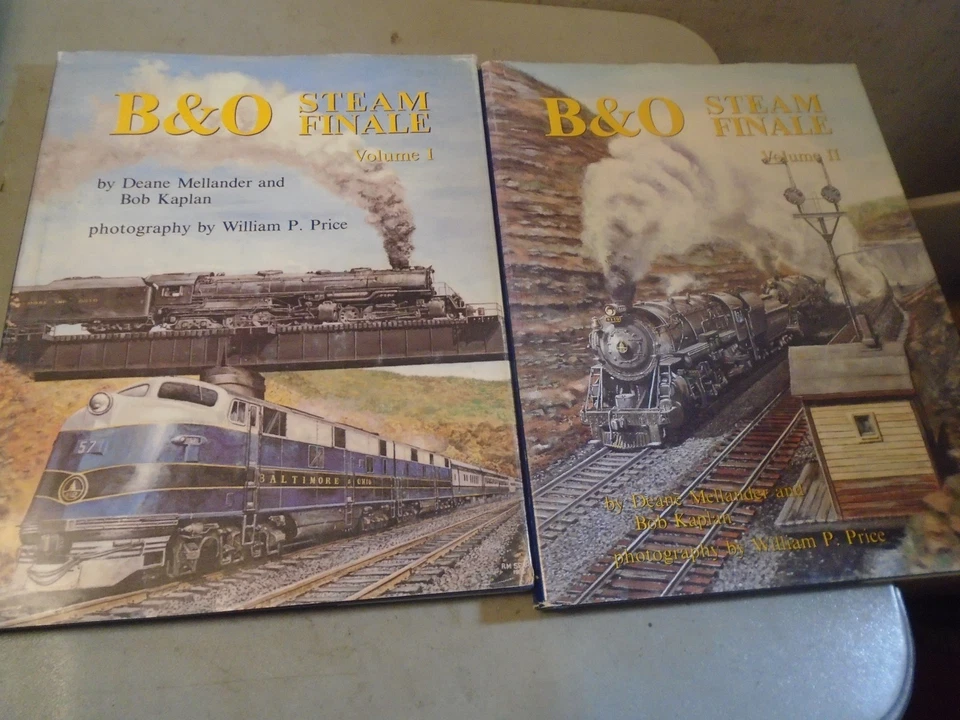 B&O STEAM
FINALE
Volume I
by Deane Mellander and
Bob Kaplan
photography by William P. Price
57
BALTIMORE & OHIO
B&O STEAM
FINALE
Volume II
by Deane Mellander and
Bob Kaplan
photography by William P. Price